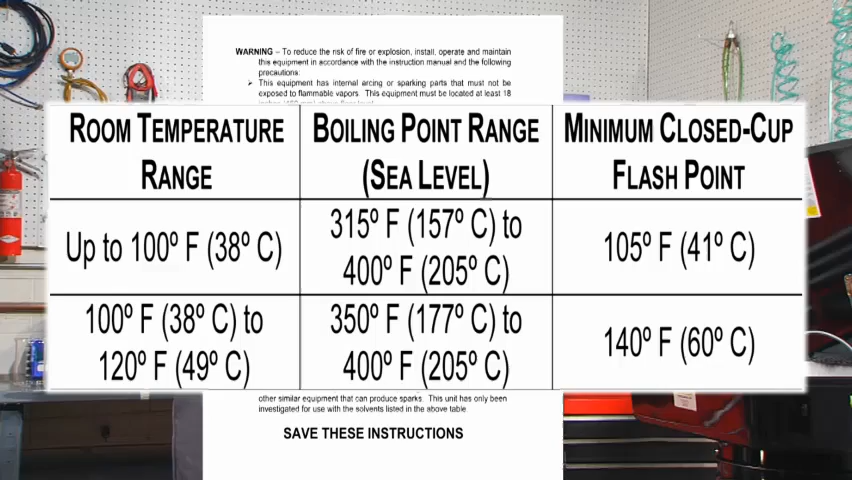 WARNING – To reduce the risk of fire or explosion, install, operate and maintain
this equipment in accordance with the instruction manual and the following
precautions:
➢ This equipment has internal arcing or sparking parts that must not be
exposed to flammable vapors. This equipment must be located at least 18
ROOM TEMPERATURE
RANGE
BOILING POINT RANGE
(SEA LEVEL)
MINIMUM CLOSED-CUP
FLASH POINT
Up to 100º F (38º C)
315º F (157º C) to
400º F (205º C)
105º F (41º C)
100º F (38º C) to
120º F (49º C)
350º F (177º C) to
400º F (205º C)
140º F (60º C)
other similar equipment that can produce sparks. This unit has only been
investigated for use with the solvents listed in the above table.
SAVE THESE INSTRUCTIONS